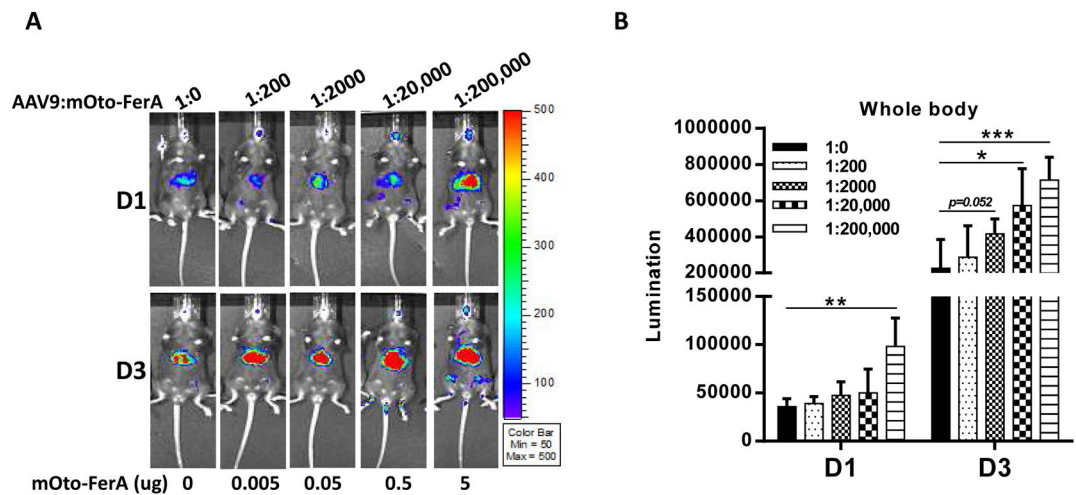 A
AAV9:mOto-FerA 1:0 1:200 1:2000 1:20,000 1:200,000
D1
D3
500
400
300
200
100
Color Bar
Min = 50
Max = 500
mOto-FerA (ug) 0 0.005 0.05 0.5 5
B
Whole body
1:0
1:200
1:2000
1:20,000
1:200,000
***
*
p=0.052
**
Lumination
1000000
800000
600000
400000
200000
150000
100000
50000
0
D1 D3